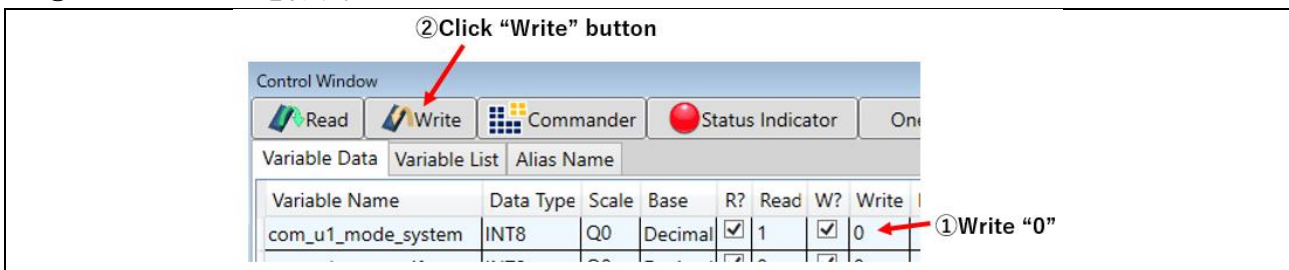 ②Click “Write” button
Control Window
Read Write Commander Status Indicator
Variable Data Variable List Alias Name
Variable Name Data Type Scale Base R? Read W? Write
com_u1_mode_system INT8 Q0 Decimal 1 0
①Write “0”